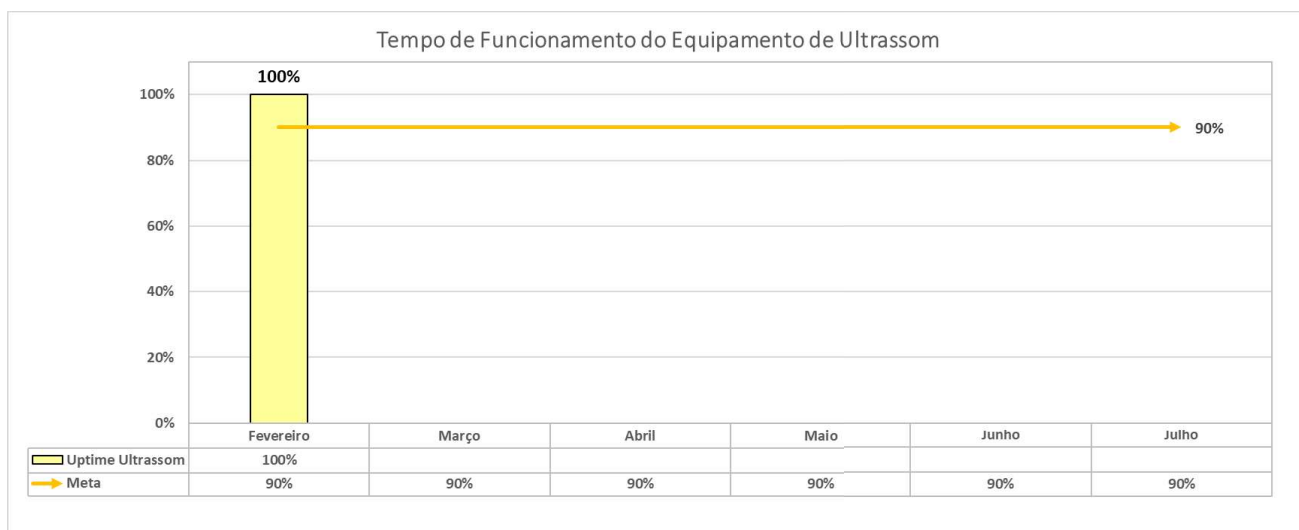 Tempo de Funcionamento do Equipamento de Ultrassom
100%
100%
90%
80%
60%
40%
20%
0%
Fevereiro Março Abril Maio Junho Julho
Uptime Ultrassom 100%
Meta 90% 90% 90% 90% 90% 90%